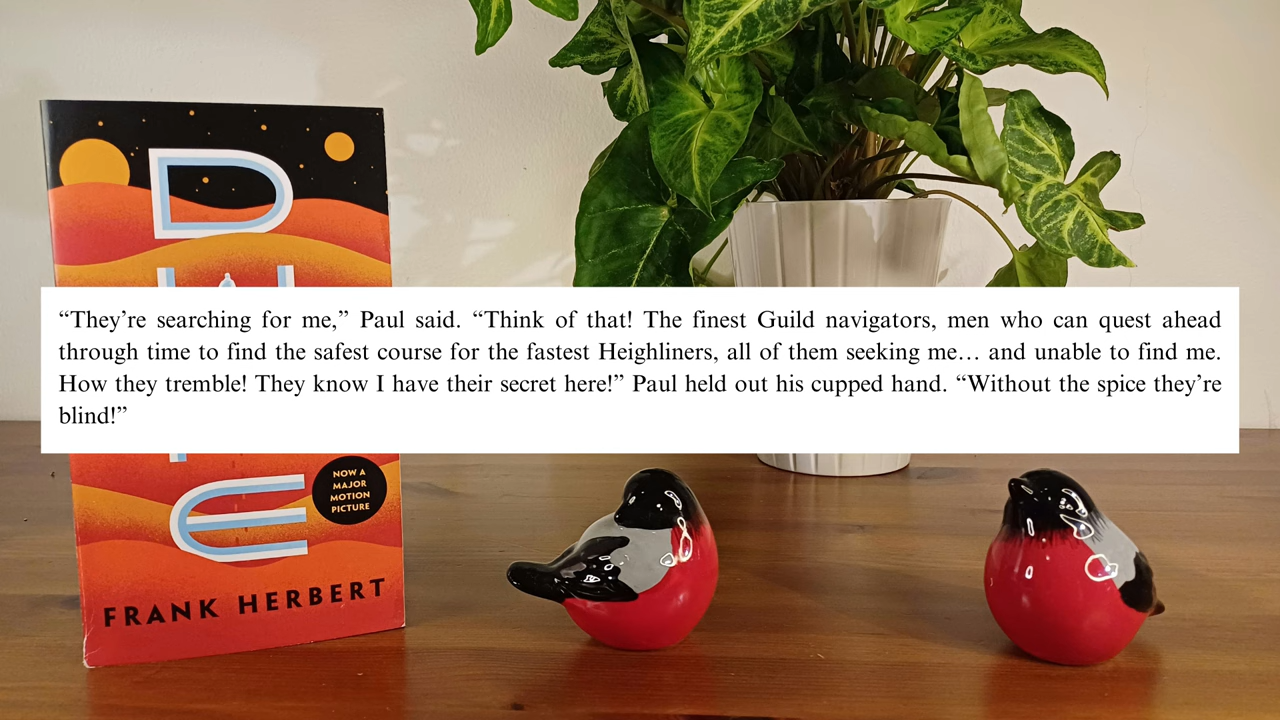 D
“They’re searching for me,” Paul said. “Think of that! The finest Guild navigators, men who can quest ahead
through time to find the safest course for the fastest Heighliners, all of them seeking me… and unable to find me.
How they tremble! They know I have their secret here!” Paul held out his cupped hand. “Without the spice they’re
blind!”
E
NOW A
MAJOR
MOTION
PICTURE
FRANK HERBERT